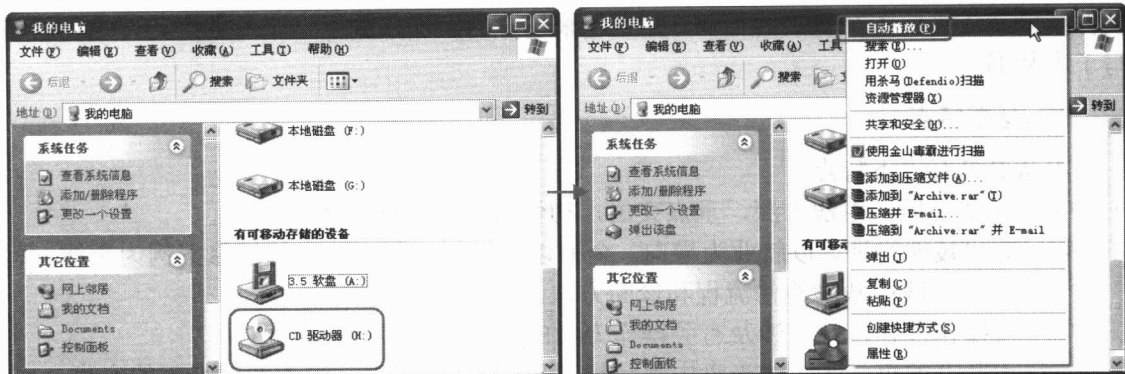 我的电脑
文件(F) 编辑(E) 查看(V) 收藏(A) 工具(T) 帮助(H)
后退 搜索 文件夹
地址(D) 我的电脑 转到
系统任务
查看系统信息
添加/删除程序
更改一个设置
其它位置
网上邻居
我的文档
Documents
控制面板
本地磁盘 (F:)
本地磁盘 (G:)
有可移动存储的设备
3.5 软盘 (A:)
CD 驱动器 (H:)
我的电脑
文件(F) 编辑(E) 查看(V) 收藏(A) 工具
后退 搜索
地址(D) 我的电脑 转到
系统任务
查看系统信息
添加/删除程序
更改一个设置
弹出该盘
其它位置
网上邻居
我的文档
Documents
控制面板
有可移
自动播放(P)
搜索(E)...
打开(O)
用杀马(Defendio)扫描
资源管理器(X)
共享和安全(H)...
使用金山毒霸进行扫描
添加到压缩文件(A)...
添加到 "Archive.rar"(T)
压缩并 E-mail...
压缩到 "Archive.rar" 并 E-mail
弹出(J)
复制(C)
粘贴(P)
创建快捷方式(S)
属性(R)